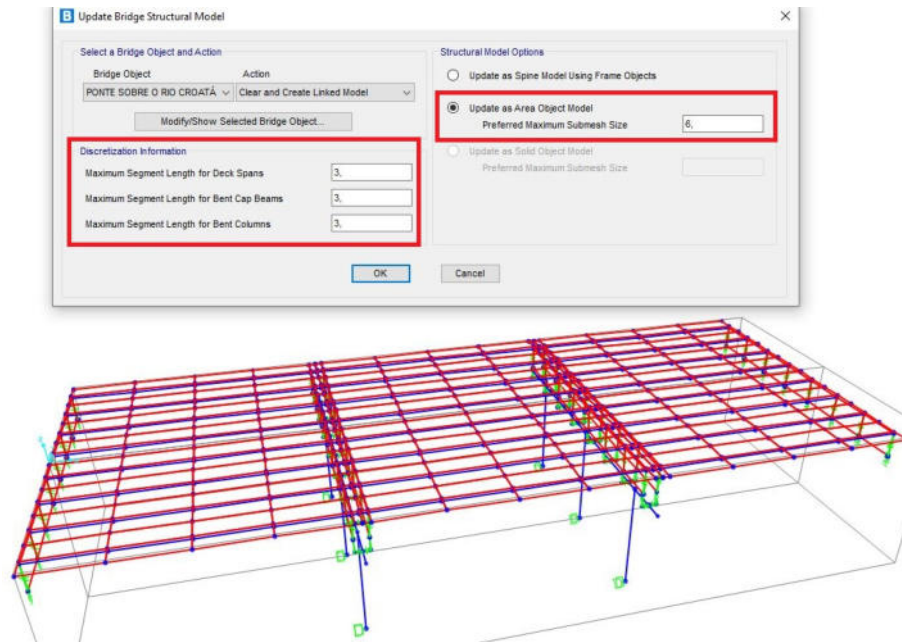 B Update Bridge Structural Model
Select a Bridge Object and Action
Bridge Object Action
PONTE SOBRE O RIO CROATÁ Clear and Create Linked Model
Modify/Show Selected Bridge Object...
Discretization Information
Maximum Segment Length for Deck Spans 3,
Maximum Segment Length for Bent Cap Beams 3,
Maximum Segment Length for Bent Columns 3,
Structural Model Options
Update as Spine Model Using Frame Objects
Update as Area Object Model
Preferred Maximum Submesh Size 6,
Update as Solid Object Model
Preferred Maximum Submesh Size
OK Cancel